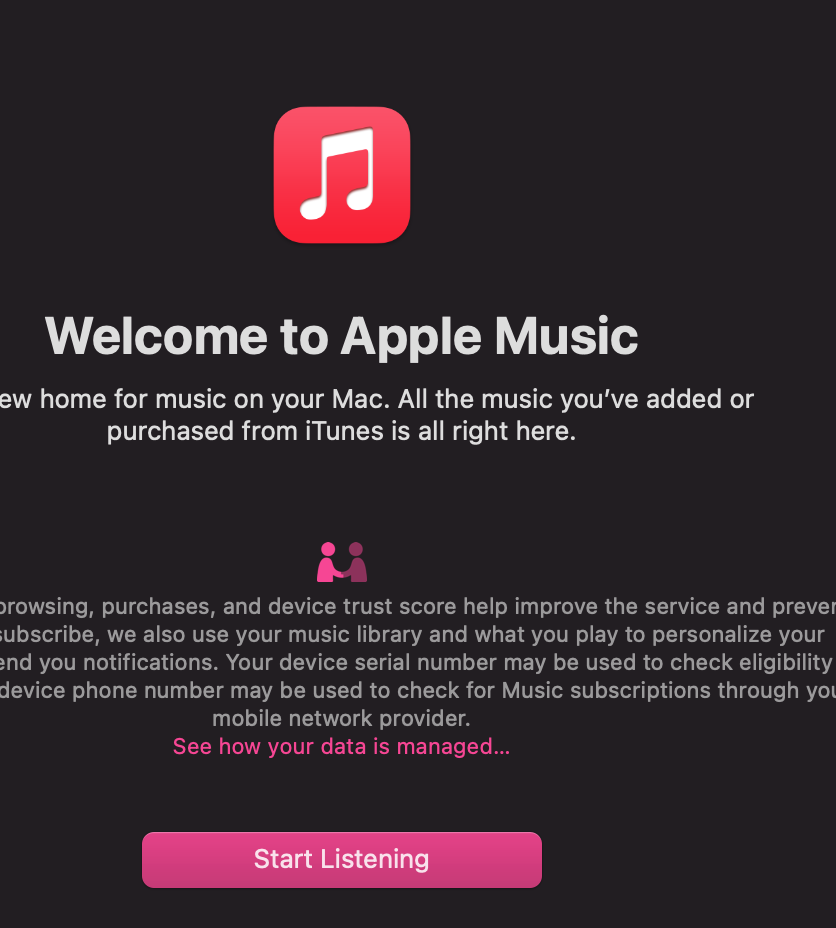 Welcome to Apple Music
ew home for music on your Mac. All the music you’ve added or
purchased from iTunes is all right here.
browsing, purchases, and device trust score help improve the service and preven
subscribe, we also use your music library and what you play to personalize your
end you notifications. Your device serial number may be used to check eligibility
device phone number may be used to check for Music subscriptions through you
mobile network provider.
See how your data is managed...
Start Listening